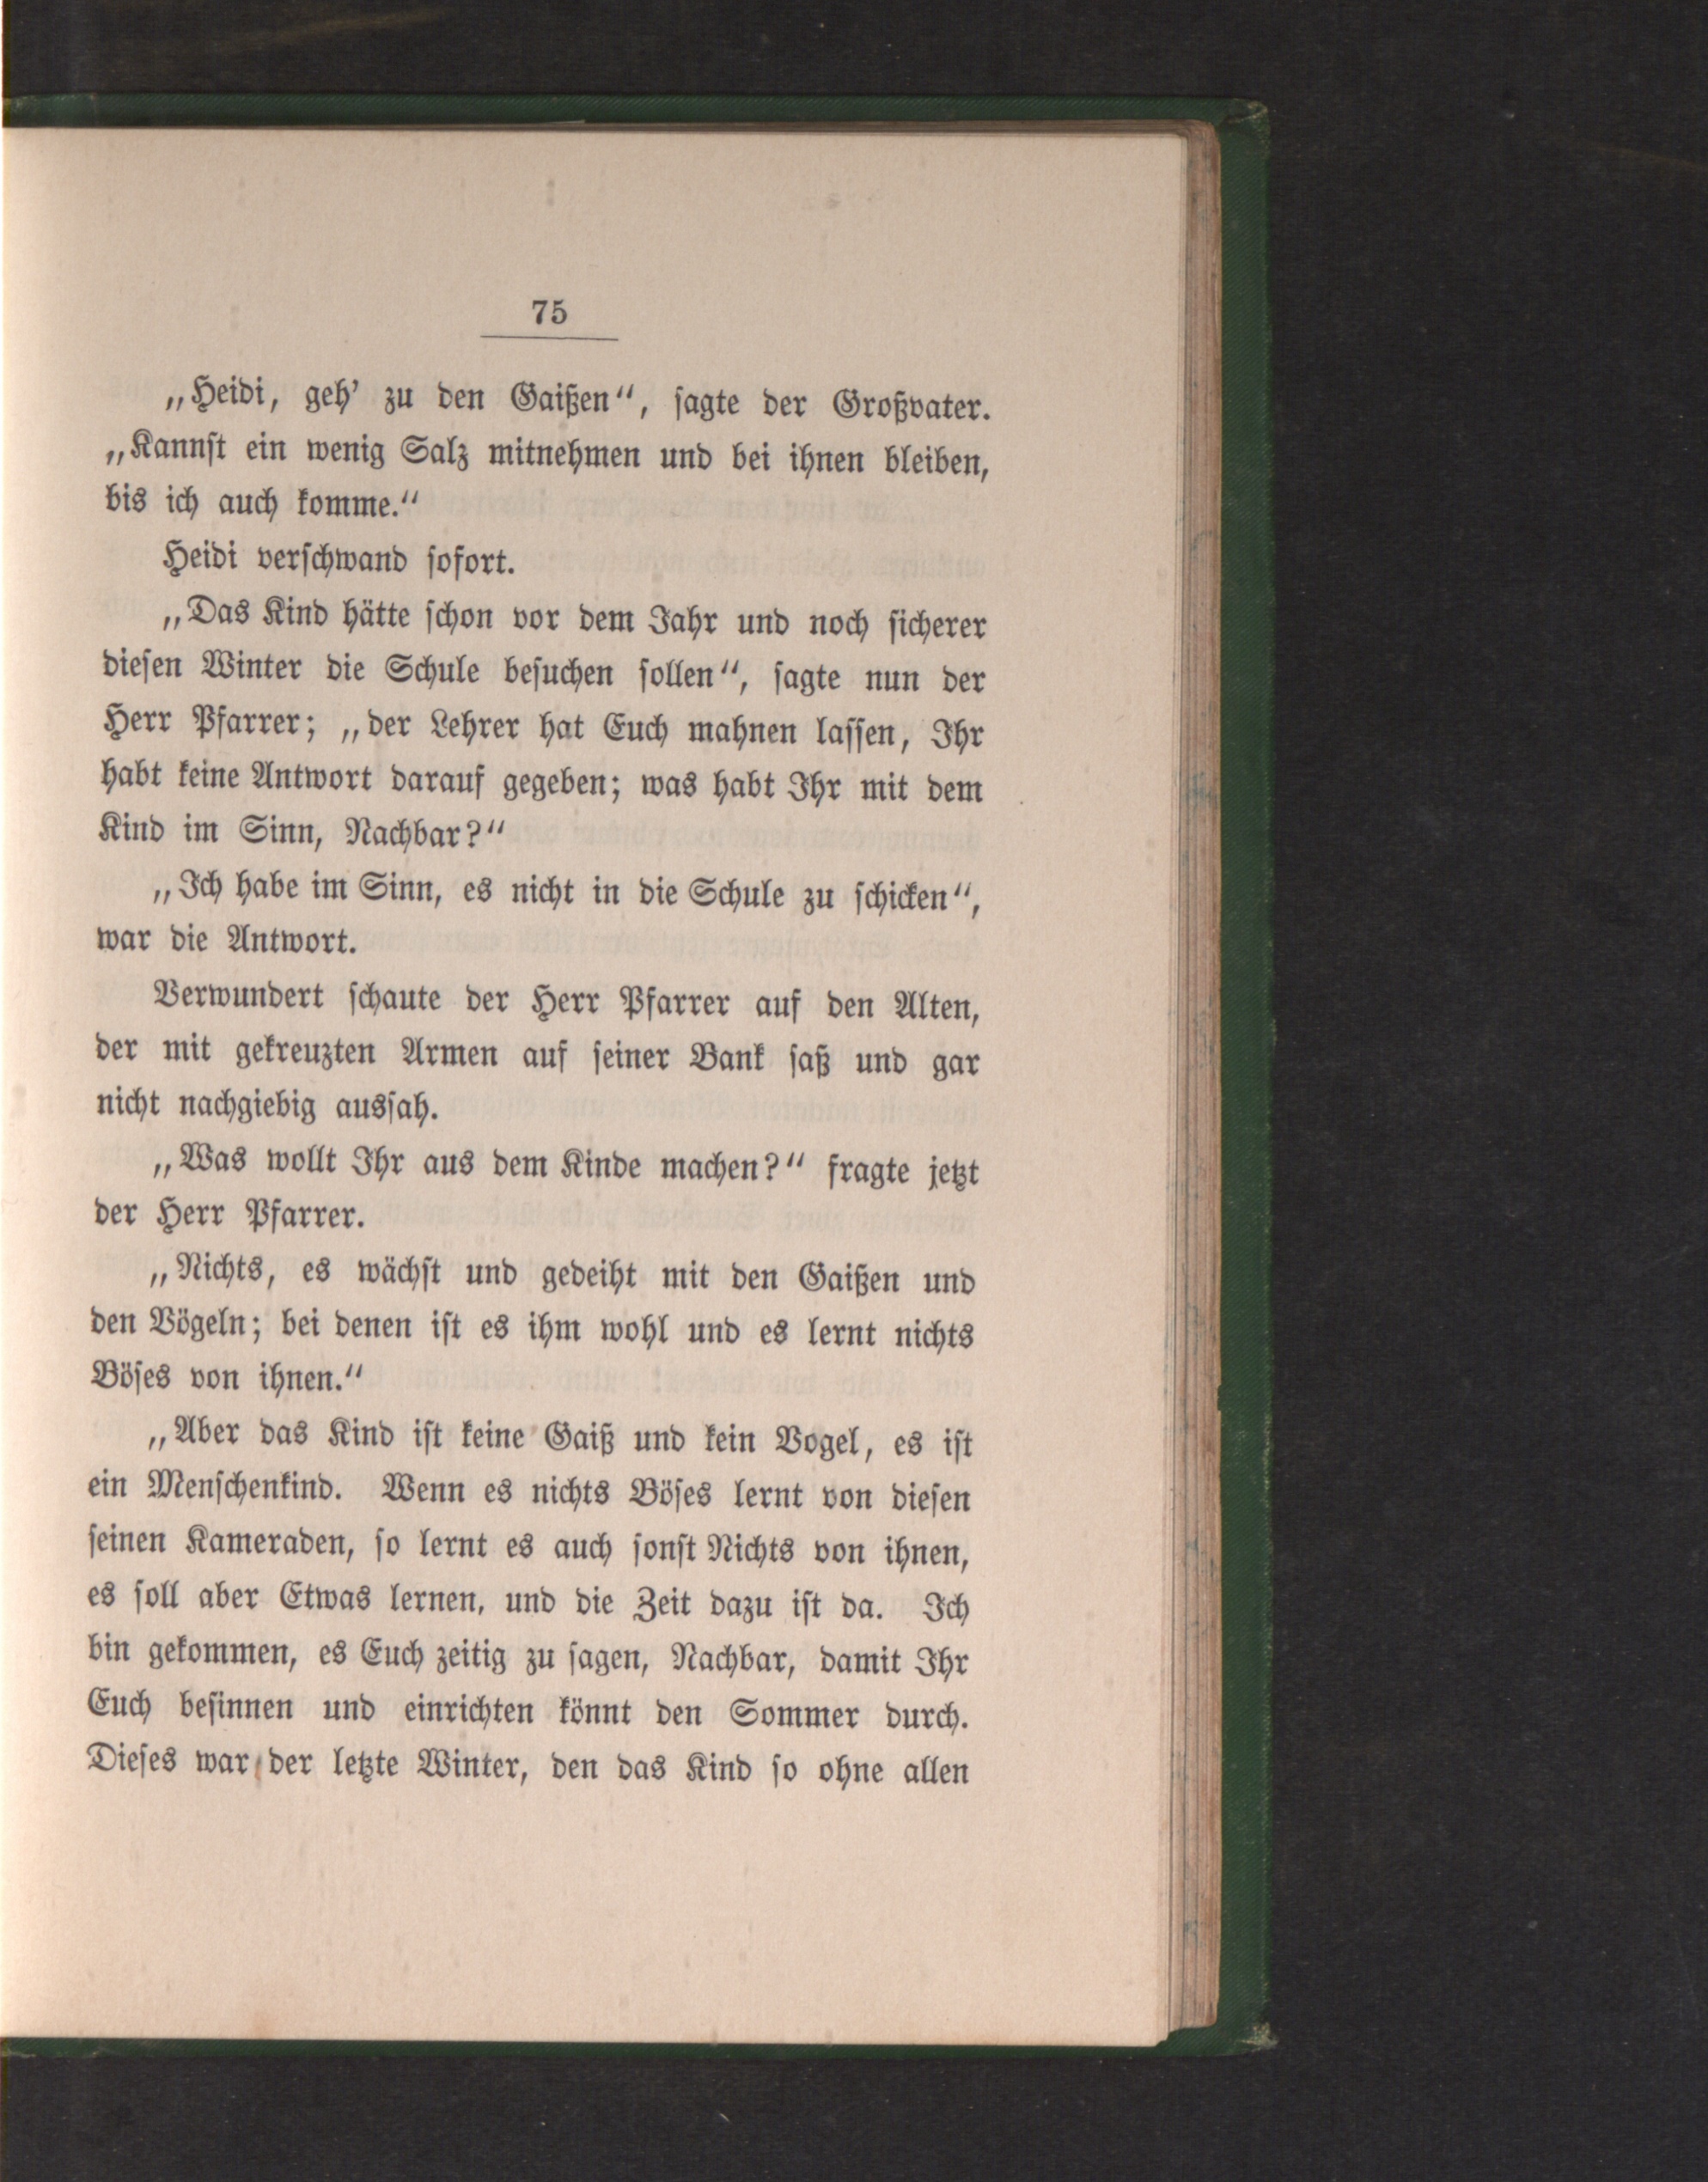 75
„Heidi, geh’ zu den Gaißen“, ſagte der Großvater.
„Kannſt ein wenig Salz mitnehmen und bei ihnen bleiben,
bis ich auch komme.“
Heidi verſchwand ſofort.
„Das Kind hätte ſchon vor dem Jahr und noch ſicherer
dieſen Winter die Schule beſuchen ſollen“, ſagte nun der
Herr Pfarrer; „der Lehrer hat Euch mahnen laſſen, Ihr
habt keine Antwort darauf gegeben; was habt Ihr mit dem
Kind im Sinn, Nachbar?“
„Ich habe im Sinn, es nicht in die Schule zu ſchicken“,
war die Antwort.
Verwundert ſchaute der Herr Pfarrer auf den Alten,
der mit gekreuzten Armen auf ſeiner Bank ſaß und gar
nicht nachgiebig ausſah.
„Was wollt Ihr aus dem Kinde machen?“ fragte jetzt
der Herr Pfarrer.
„Nichts, es wächſt und gedeiht mit den Gaißen und
den Vögeln; bei denen iſt es ihm wohl und es lernt nichts
Böſes von ihnen.“
„Aber das Kind iſt keine Gaiß und kein Vogel, es iſt
ein Menſchenkind. Wenn es nichts Böſes lernt von dieſen
ſeinen Kameraden, ſo lernt es auch ſonſt Nichts von ihnen,
es ſoll aber Etwas lernen, und die Zeit dazu iſt da. Ich
bin gekommen, es Euch zeitig zu ſagen, Nachbar, damit Ihr
Euch beſinnen und einrichten könnt den Sommer durch.
Dieſes war der letzte Winter, den das Kind ſo ohne allen